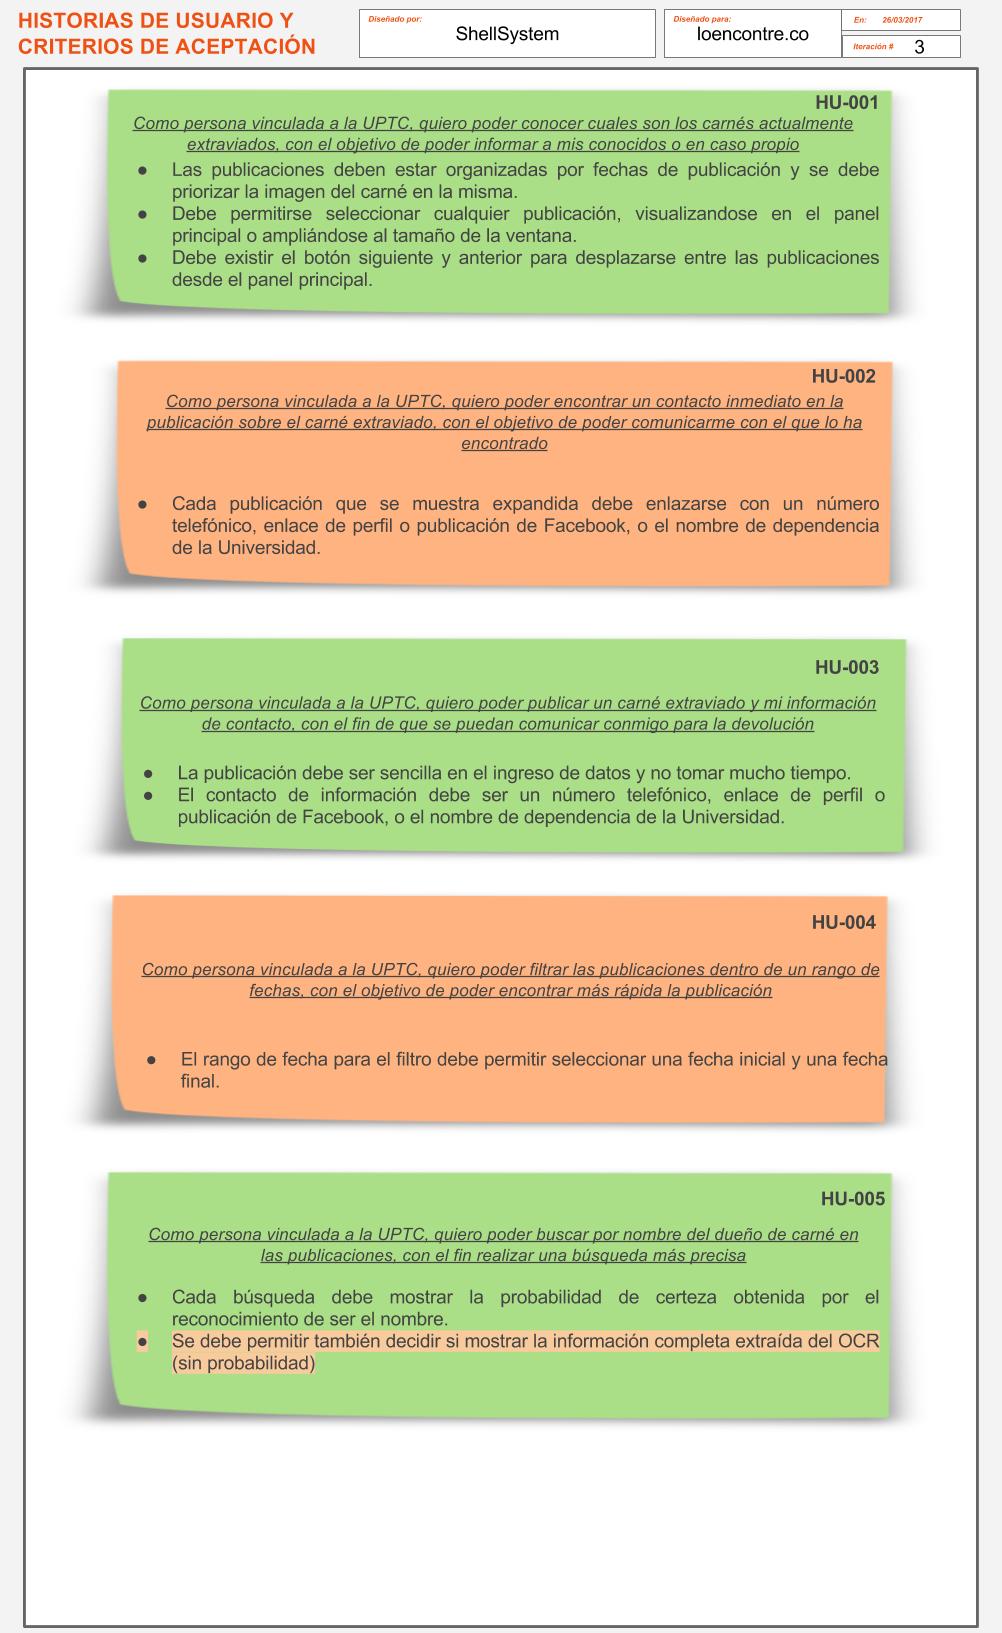 HISTORIAS DE USUARIO Y
CRITERIOS DE ACEPTACIÓN
Diseñado por:
ShellSystem
Diseñado para:
loencontre.co
En: 26/03/2017
Iteración # 3
HU-001
Como persona vinculada a la UPTC, quiero poder conocer cuales son los carnés actualmente
extraviados, con el objetivo de poder informar a mis conocidos o en caso propio
● Las publicaciones deben estar organizadas por fechas de publicación y se debe
priorizar la imagen del carné en la misma.
● Debe permitirse seleccionar cualquier publicación, visualizandose en el panel
principal o ampliándose al tamaño de la ventana.
● Debe existir el botón siguiente y anterior para desplazarse entre las publicaciones
desde el panel principal.
HU-002
Como persona vinculada a la UPTC, quiero poder encontrar un contacto inmediato en la
publicación sobre el carné extraviado, con el objetivo de poder comunicarme con el que lo ha
encontrado
● Cada publicación que se muestra expandida debe enlazarse con un número
telefónico, enlace de perfil o publicación de Facebook, o el nombre de dependencia
de la Universidad.
HU-003
Como persona vinculada a la UPTC, quiero poder publicar un carné extraviado y mi información
de contacto, con el fin de que se puedan comunicar conmigo para la devolución
● La publicación debe ser sencilla en el ingreso de datos y no tomar mucho tiempo.
● El contacto de información debe ser un número telefónico, enlace de perfil o
publicación de Facebook, o el nombre de dependencia de la Universidad.
HU-004
Como persona vinculada a la UPTC, quiero poder filtrar las publicaciones dentro de un rango de
fechas, con el objetivo de poder encontrar más rápida la publicación
● El rango de fecha para el filtro debe permitir seleccionar una fecha inicial y una fecha
final.
HU-005
Como persona vinculada a la UPTC, quiero poder buscar por nombre del dueño de carné en
las publicaciones, con el fin realizar una búsqueda más precisa
● Cada búsqueda debe mostrar la probabilidad de certeza obtenida por el
reconocimiento de ser el nombre.
● Se debe permitir también decidir si mostrar la información completa extraída del OCR
(sin probabilidad)